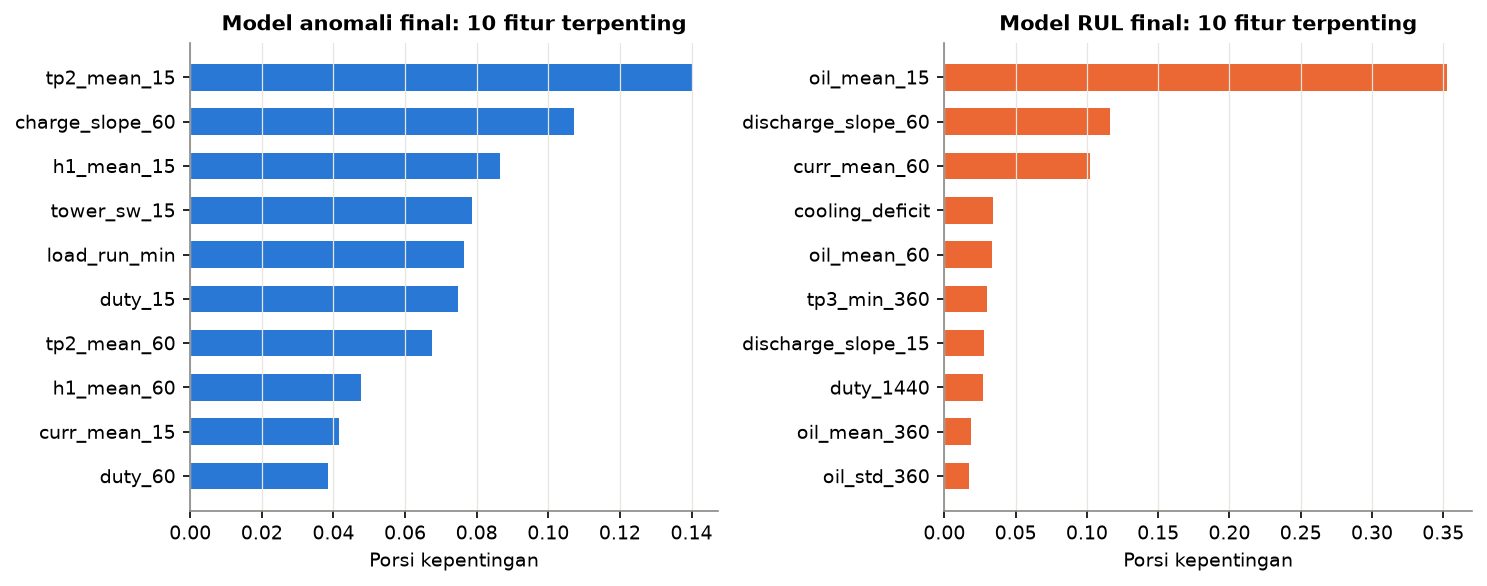 Model anomali final: 10 fitur terpenting
tp2_mean_15
charge_slope_60
h1_mean_15
tower_sw_15
load_run_min
duty_15
tp2_mean_60
h1_mean_60
curr_mean_15
duty_60
0.00 0.02 0.04 0.06 0.08 0.10 0.12 0.14
Porsi kepentingan
Model RUL final: 10 fitur terpenting
oil_mean_15
discharge_slope_60
curr_mean_60
cooling_deficit
oil_mean_60
tp3_min_360
discharge_slope_15
duty_1440
oil_mean_360
oil_std_360
0.00 0.05 0.10 0.15 0.20 0.25 0.30 0.35
Porsi kepentingan